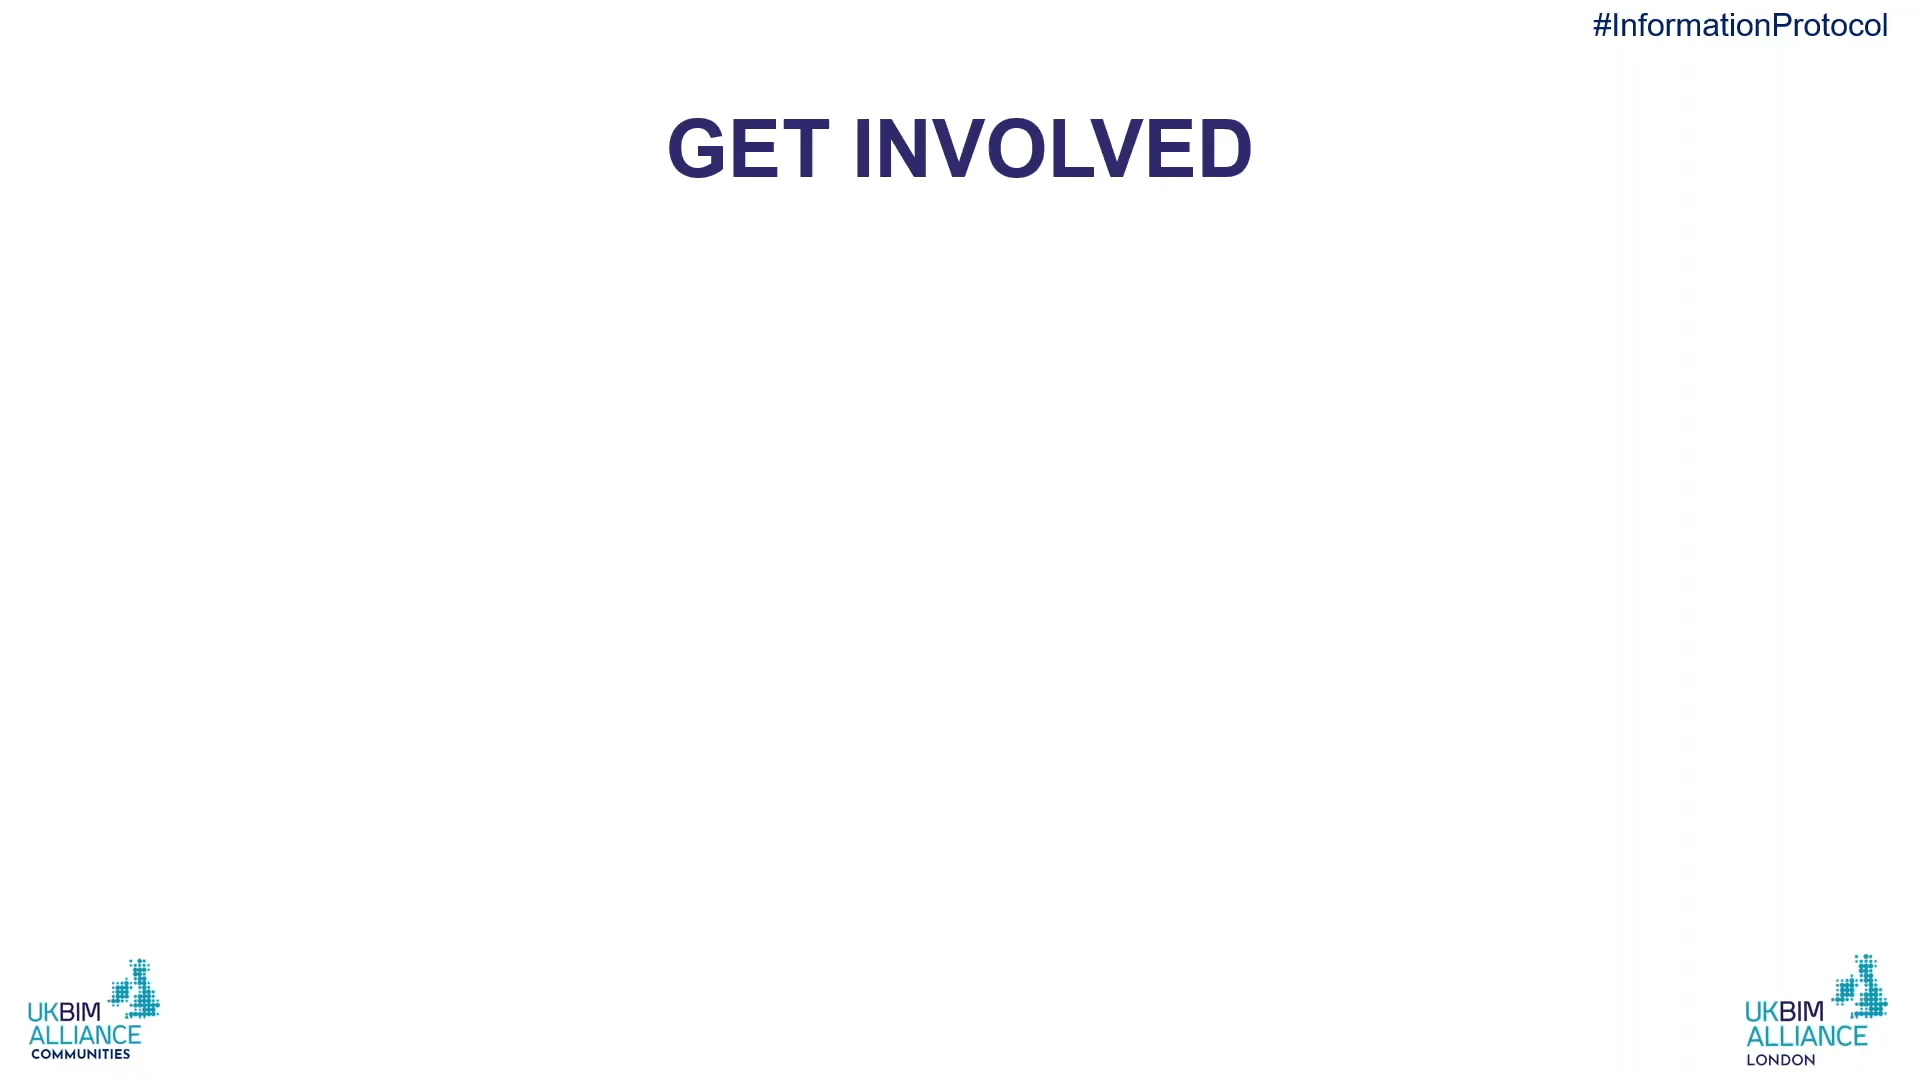 #InformationProtocol
GET INVOLVED
UKBIM
ALLIANCE
COMMUNITIES
UKBIM
ALLIANCE
LONDON